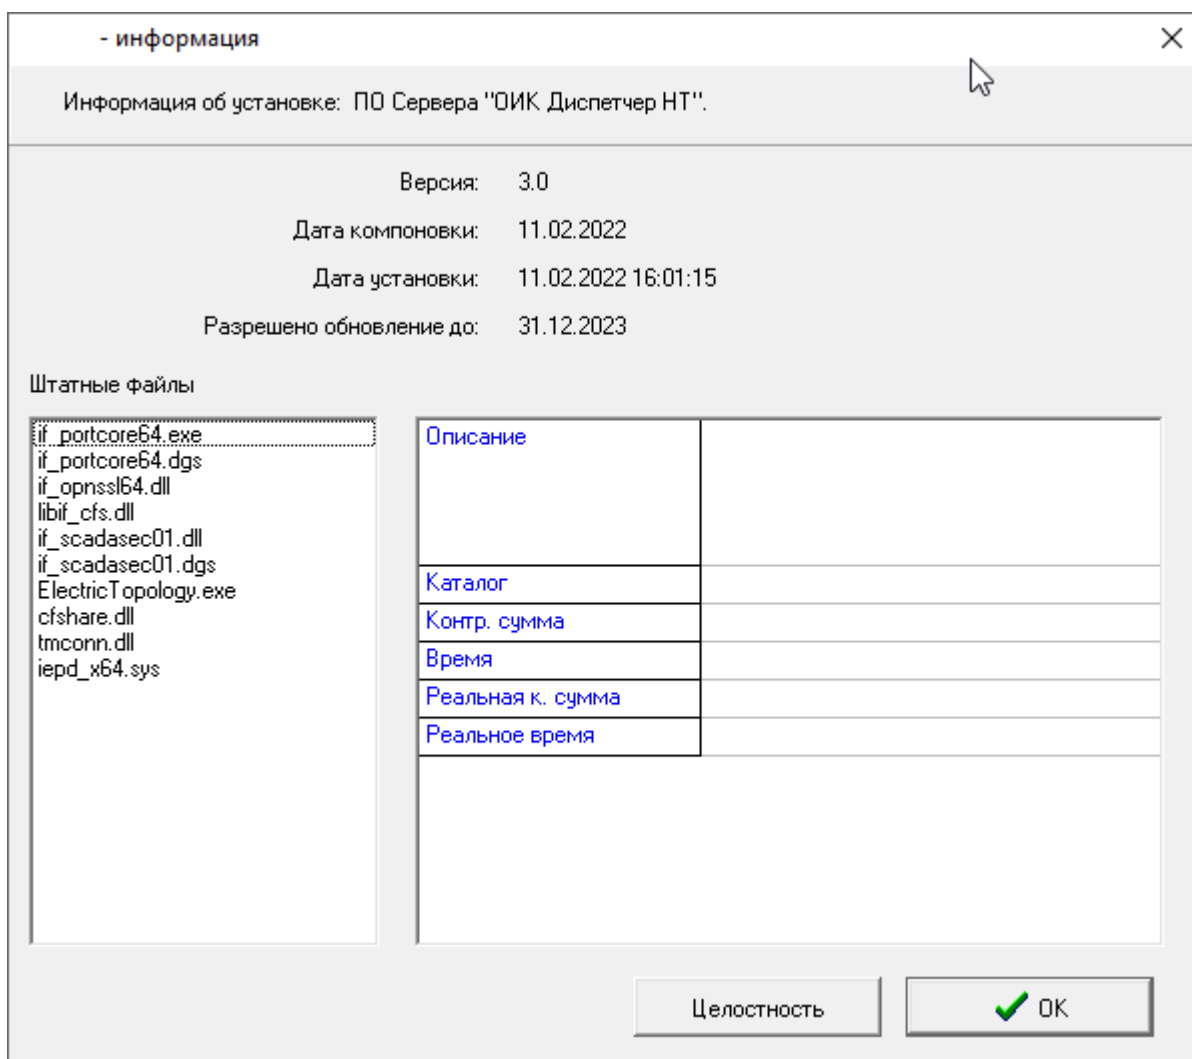 - информация
Информация об установке: ПО Сервера "ОИК Диспетчер НТ".
Версия: 3.0
Дата компоновки: 11.02.2022
Дата установки: 11.02.2022 16:01:15
Разрешено обновление до: 31.12.2023
Штатные файлы
if_portcore64.exe
if_portcore64.dgs
if_opnssl64.dll
libif_cfs.dll
if_scadasec01.dll
if_scadasec01.dgs
ElectricTopology.exe
cfshare.dll
tmconn.dll
iepd_x64.sys
Описание
Каталог
Контр. сумма
Время
Реальная к. сумма
Реальное время
Целостность
OK